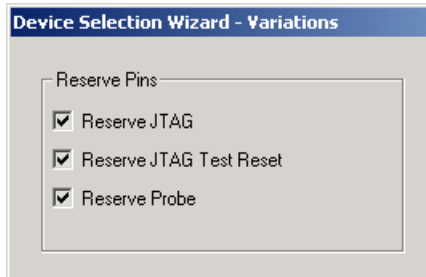 Device Selection Wizard - Variations
Reserve Pins
Reserve JTAG
Reserve JTAG Test Reset
Reserve Probe